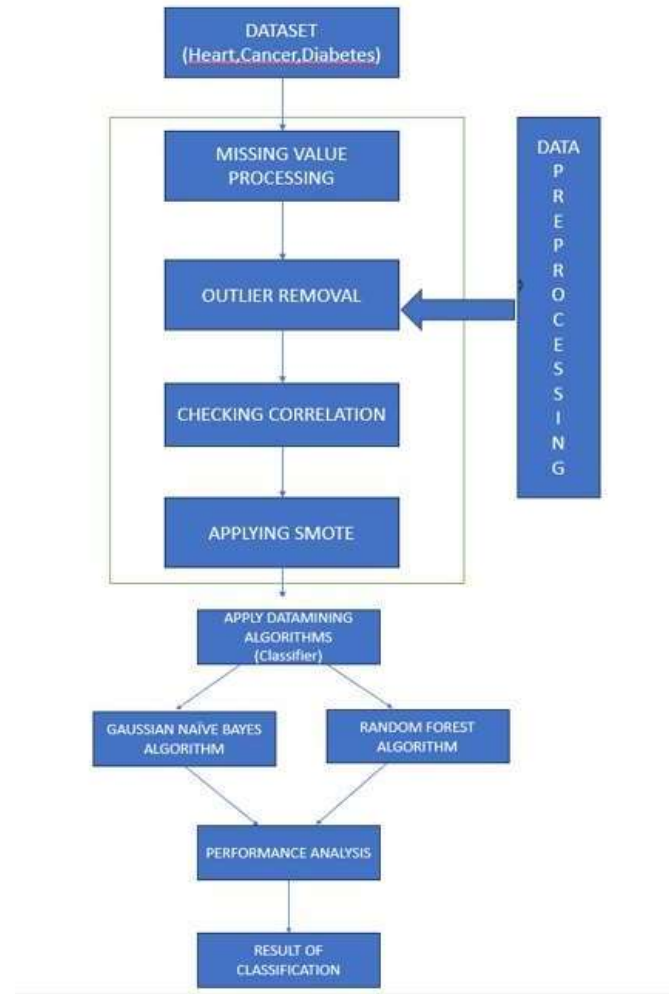 DATASET
(Heart,Cancer,Diabetes)
MISSING VALUE
PROCESSING
DATA
P
R
E
P
R
O
C
E
S
S
I
N
G
OUTLIER REMOVAL
CHECKING CORRELATION
APPLYING SMOTE
APPLY DATAMINING
ALGORITHMS
(Classifier)
GAUSSIAN NAÏVE BAYES
ALGORITHM
RANDOM FOREST
ALGORITHM
PERFORMANCE ANALYSIS
RESULT OF
CLASSIFICATION